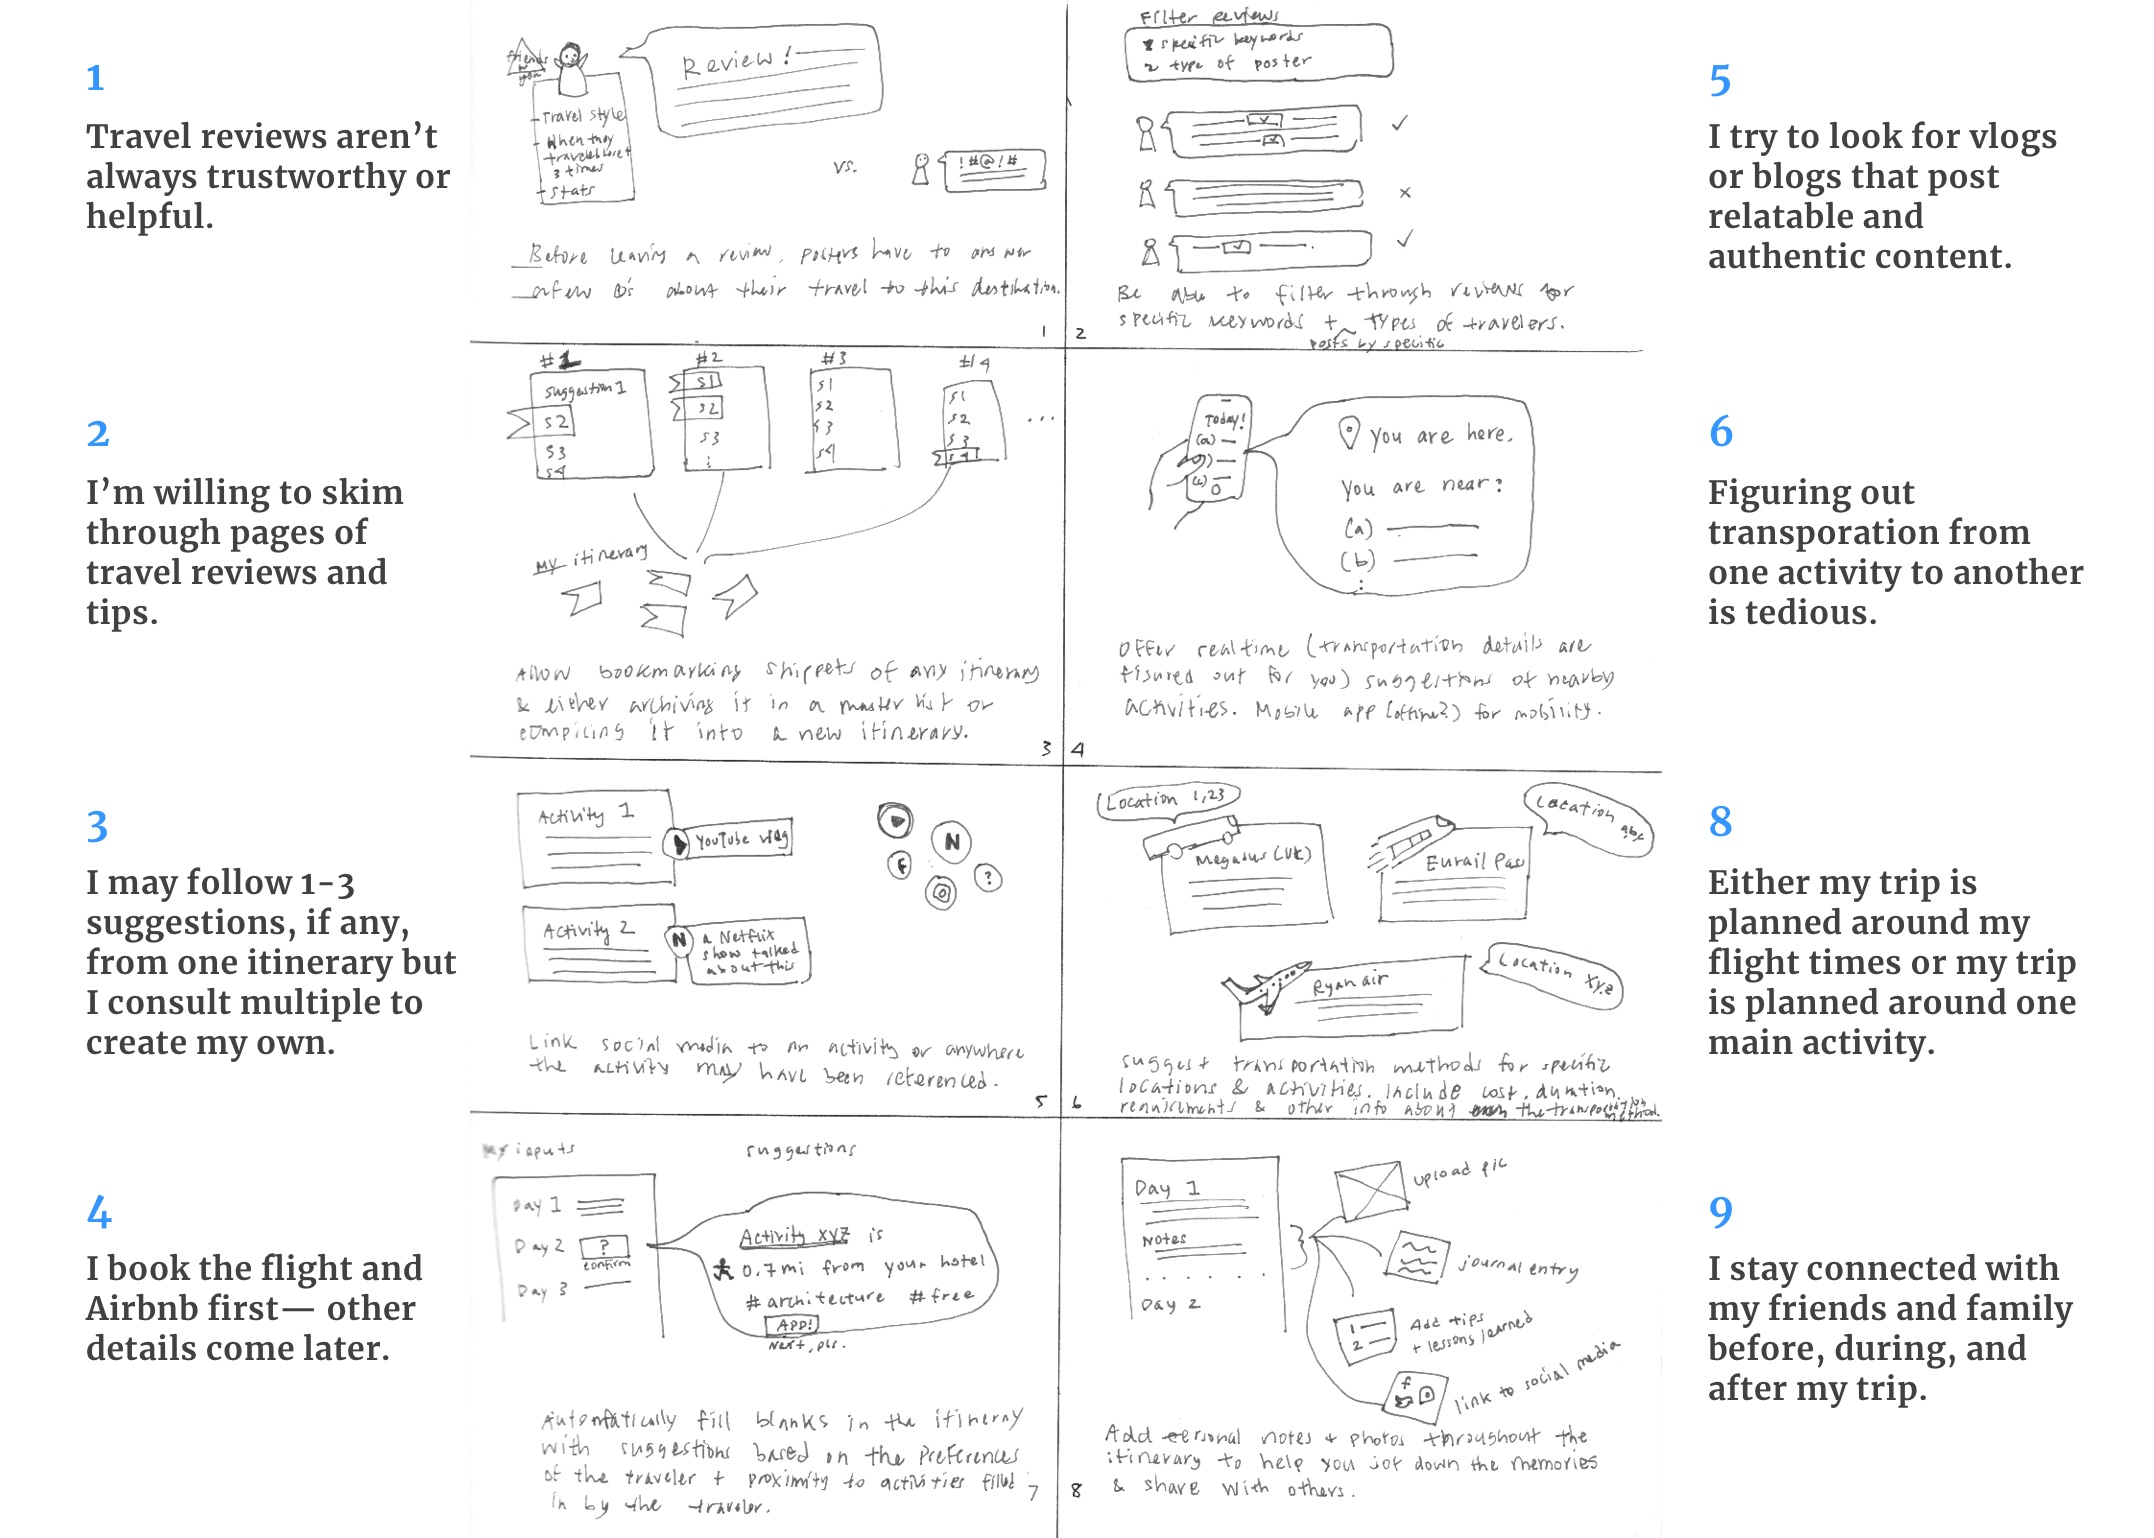 1
Travel reviews aren’t
always trustworthy or
helpful.
2
I’m willing to skim
through pages of
travel reviews and
tips.
3
I may follow 1-3
suggestions, if any,
from one itinerary but
I consult multiple to
create my own.
4
I book the flight and
Airbnb first— other
details come later.
friends
w
you
- Travel style
- When they
travelled
3 times
- Stats
Review!
vs.
!#@!#
Before leaving a review, posters have to answer
a few Q's about their travel to this destination.
1
Filter reviews
1 specific keywords
2 type of poster
Be able to filter through reviews for
specific keywords + types of travelers.
posts by specific
2
#1
suggestion 1
S2
S3
S4
#2
S1
S2
S3
#3
S1
S2
S3
S4
#4
S1
S2
S3
S4
...
My itinerary
Allow bookmarking snippets of any itinerary
& either archiving it in a master list or
compiling it into a new itinerary.
3
Today!
(a)
(c)
You are here.
You are near:
(a)
(b)
Offer realtime (transportation details are
figured out for you) suggestions of nearby
activities. Mobile app (offline?) for mobility.
4
Activity 1
YouTube vlog
Activity 2
N
a Netflix
show talked
about this
N
f
?
Link social media to an activity or anywhere
the activity may have been referenced.
5
Location 1,23
Megabus (UK)
Location abc
Eurail Pass
Ryanair
Location xyz
suggest transportation methods for specific
locations & activities. Include cost, duration,
requirements & other info about the transportation
method.
6
My inputs
Day 1
Day 2
?
confirm
Day 3
suggestions
Activity XYZ is
0.7mi from your hotel
#architecture #free
ADD!
Next, pls.
Automatically fill blanks in the itinerary
with suggestions based on the preferences
of the traveler + proximity to activities filled
in by the traveler.
7
Day 1
Notes
Day 2
upload pic
journal entry
1
2
Add tips
+ lessons learned
f
link to social media
Add personal notes + photos throughout the
itinerary to help you jot down the memories
& share with others.
8
5
I try to look for vlogs
or blogs that post
relatable and
authentic content.
6
Figuring out
transporation from
one activity to another
is tedious.
8
Either my trip is
planned around my
flight times or my trip
is planned around one
main activity.
9
I stay connected with
my friends and family
before, during, and
after my trip.